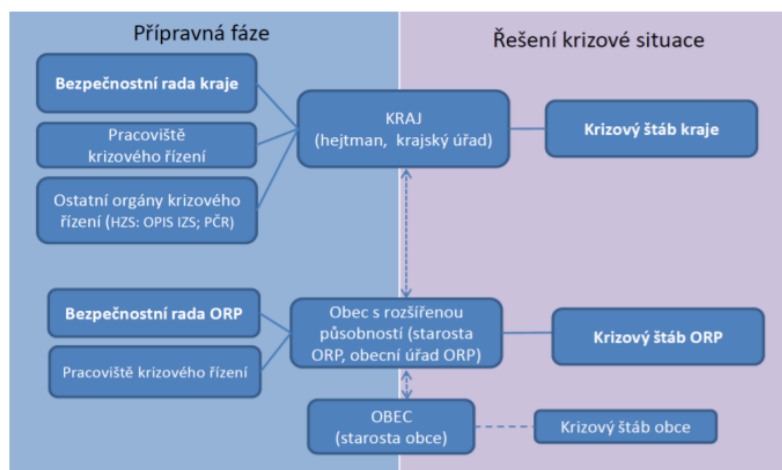 Přípravná fáze
Řešení krizové situace
Bezpečnostní rada kraje
Pracoviště
krizového řízení
Ostatní orgány krizového
řízení (HZS: OPIS IZS; PČR)
KRAJ
(hejtman, krajský úřad)
Krizový štáb kraje
Bezpečnostní rada ORP
Pracoviště krizového řízení
Obec s rozšířenou
působností (starosta
ORP, obecní úřad ORP)
Krizový štáb ORP
OBEC
(starosta obce)
Krizový štáb obce